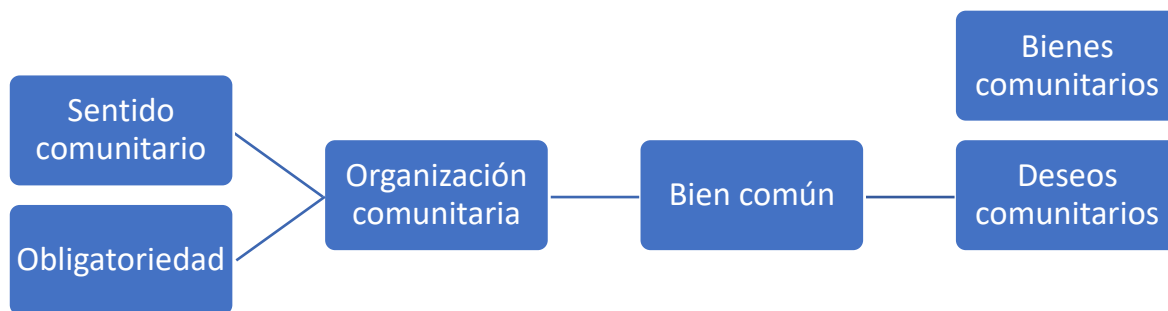 Sentido
comunitario
Obligatoriedad
Organización
comunitaria
Bien común
Bienes
comunitarios
Deseos
comunitarios